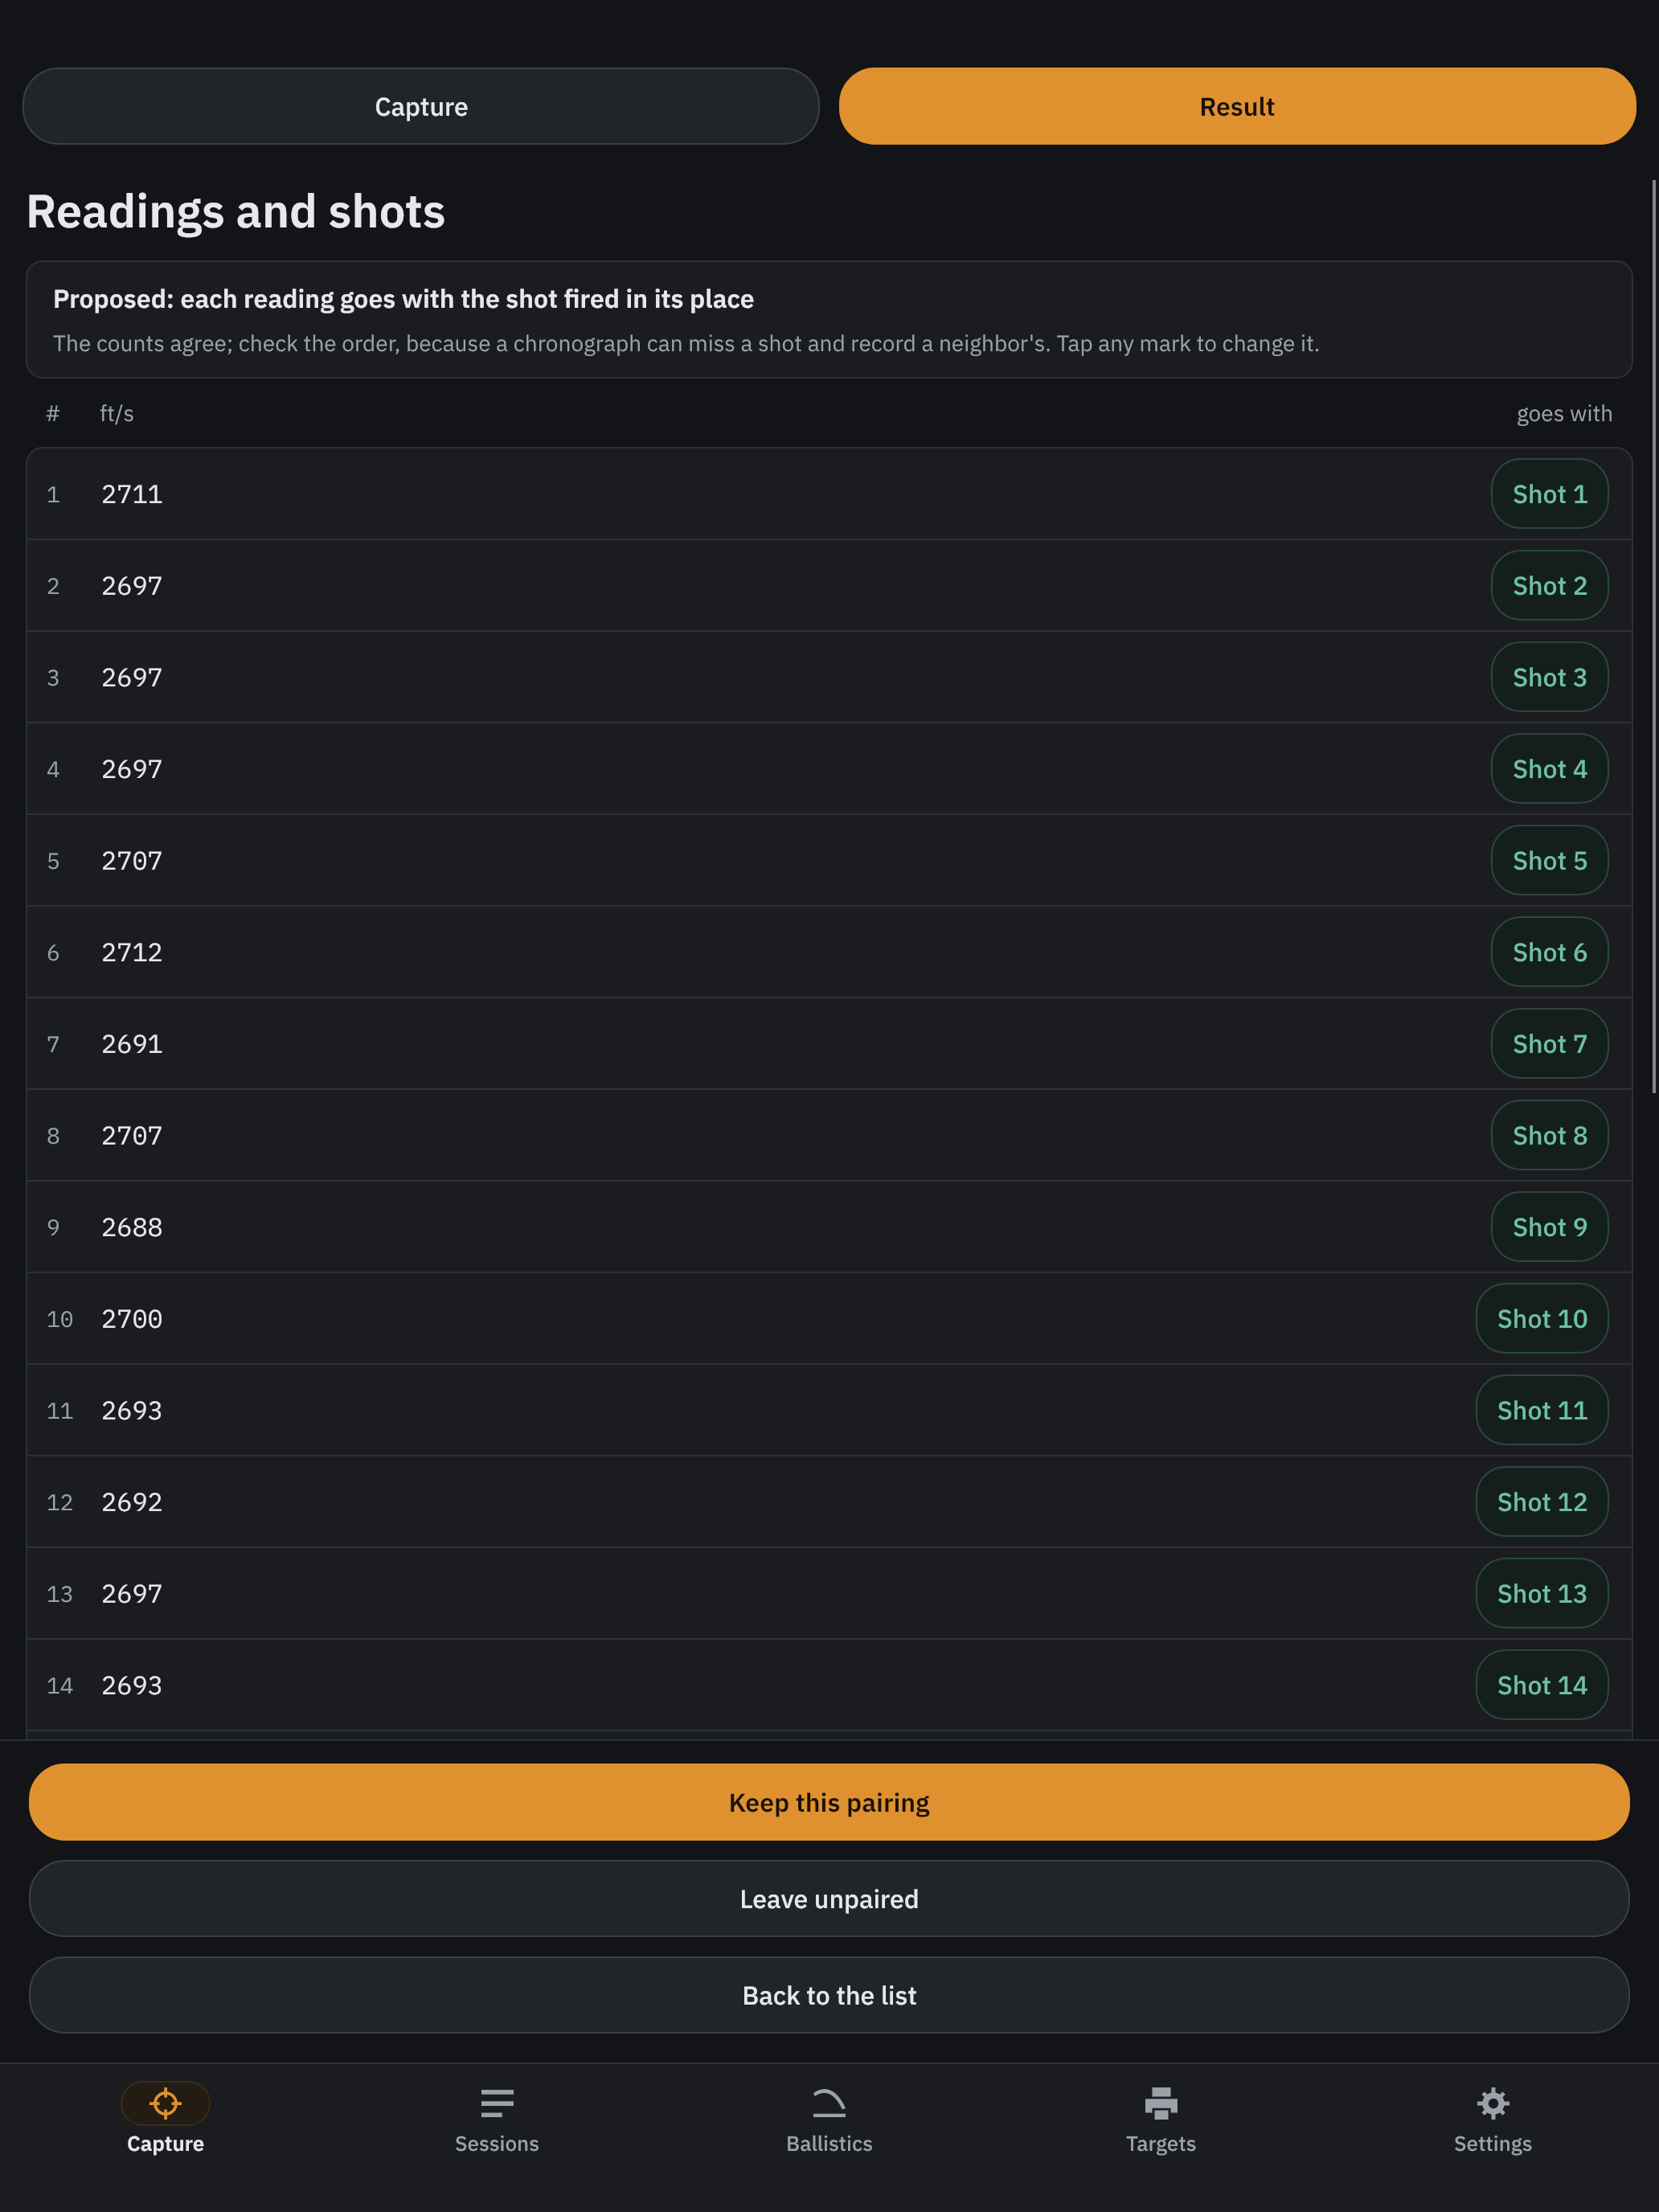 Capture
Result
Readings and shots
Proposed: each reading goes with the shot fired in its place
The counts agree; check the order, because a chronograph can miss a shot and record a neighbor's. Tap any mark to change it.
# ft/s goes with
1 2711 Shot 1
2 2697 Shot 2
3 2697 Shot 3
4 2697 Shot 4
5 2707 Shot 5
6 2712 Shot 6
7 2691 Shot 7
8 2707 Shot 8
9 2688 Shot 9
10 2700 Shot 10
11 2693 Shot 11
12 2692 Shot 12
13 2697 Shot 13
14 2693 Shot 14
Keep this pairing
Leave unpaired
Back to the list
Capture Sessions Ballistics Targets Settings